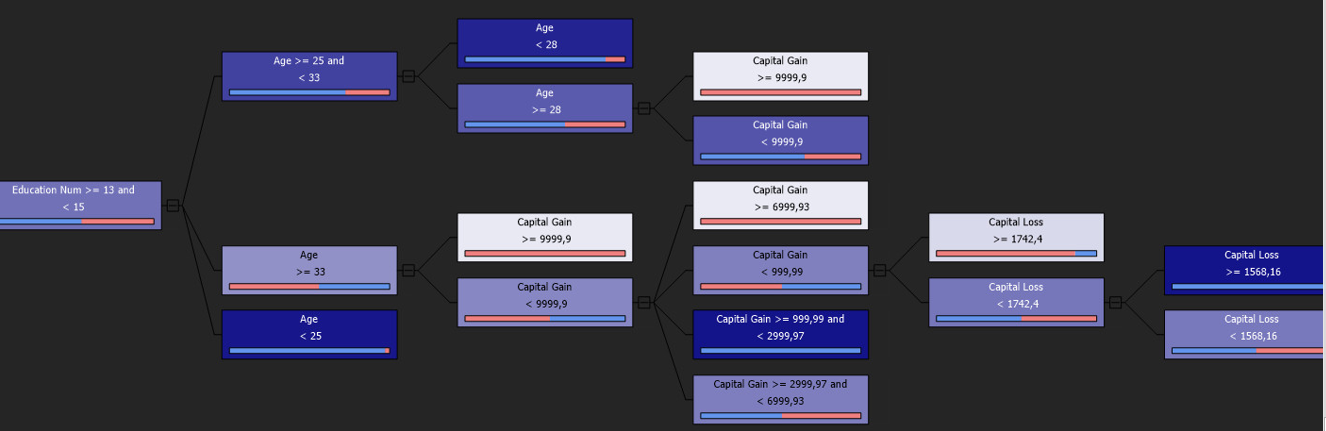 Age
< 28
Age >= 25 and
< 33
Capital Gain
>= 9999,9
Age
>= 28
Capital Gain
< 9999,9
Education Num >= 13 and
< 15
Capital Gain
>= 6999,93
Capital Gain
>= 9999,9
Capital Loss
>= 1742,4
Age
>= 33
Capital Gain
< 999,99
Capital Loss
>= 1568,16
Capital Gain
< 9999,9
Capital Loss
< 1742,4
Age
< 25
Capital Gain >= 999,99 and
< 2999,97
Capital Loss
< 1568,16
Capital Gain >= 2999,97 and
< 6999,93